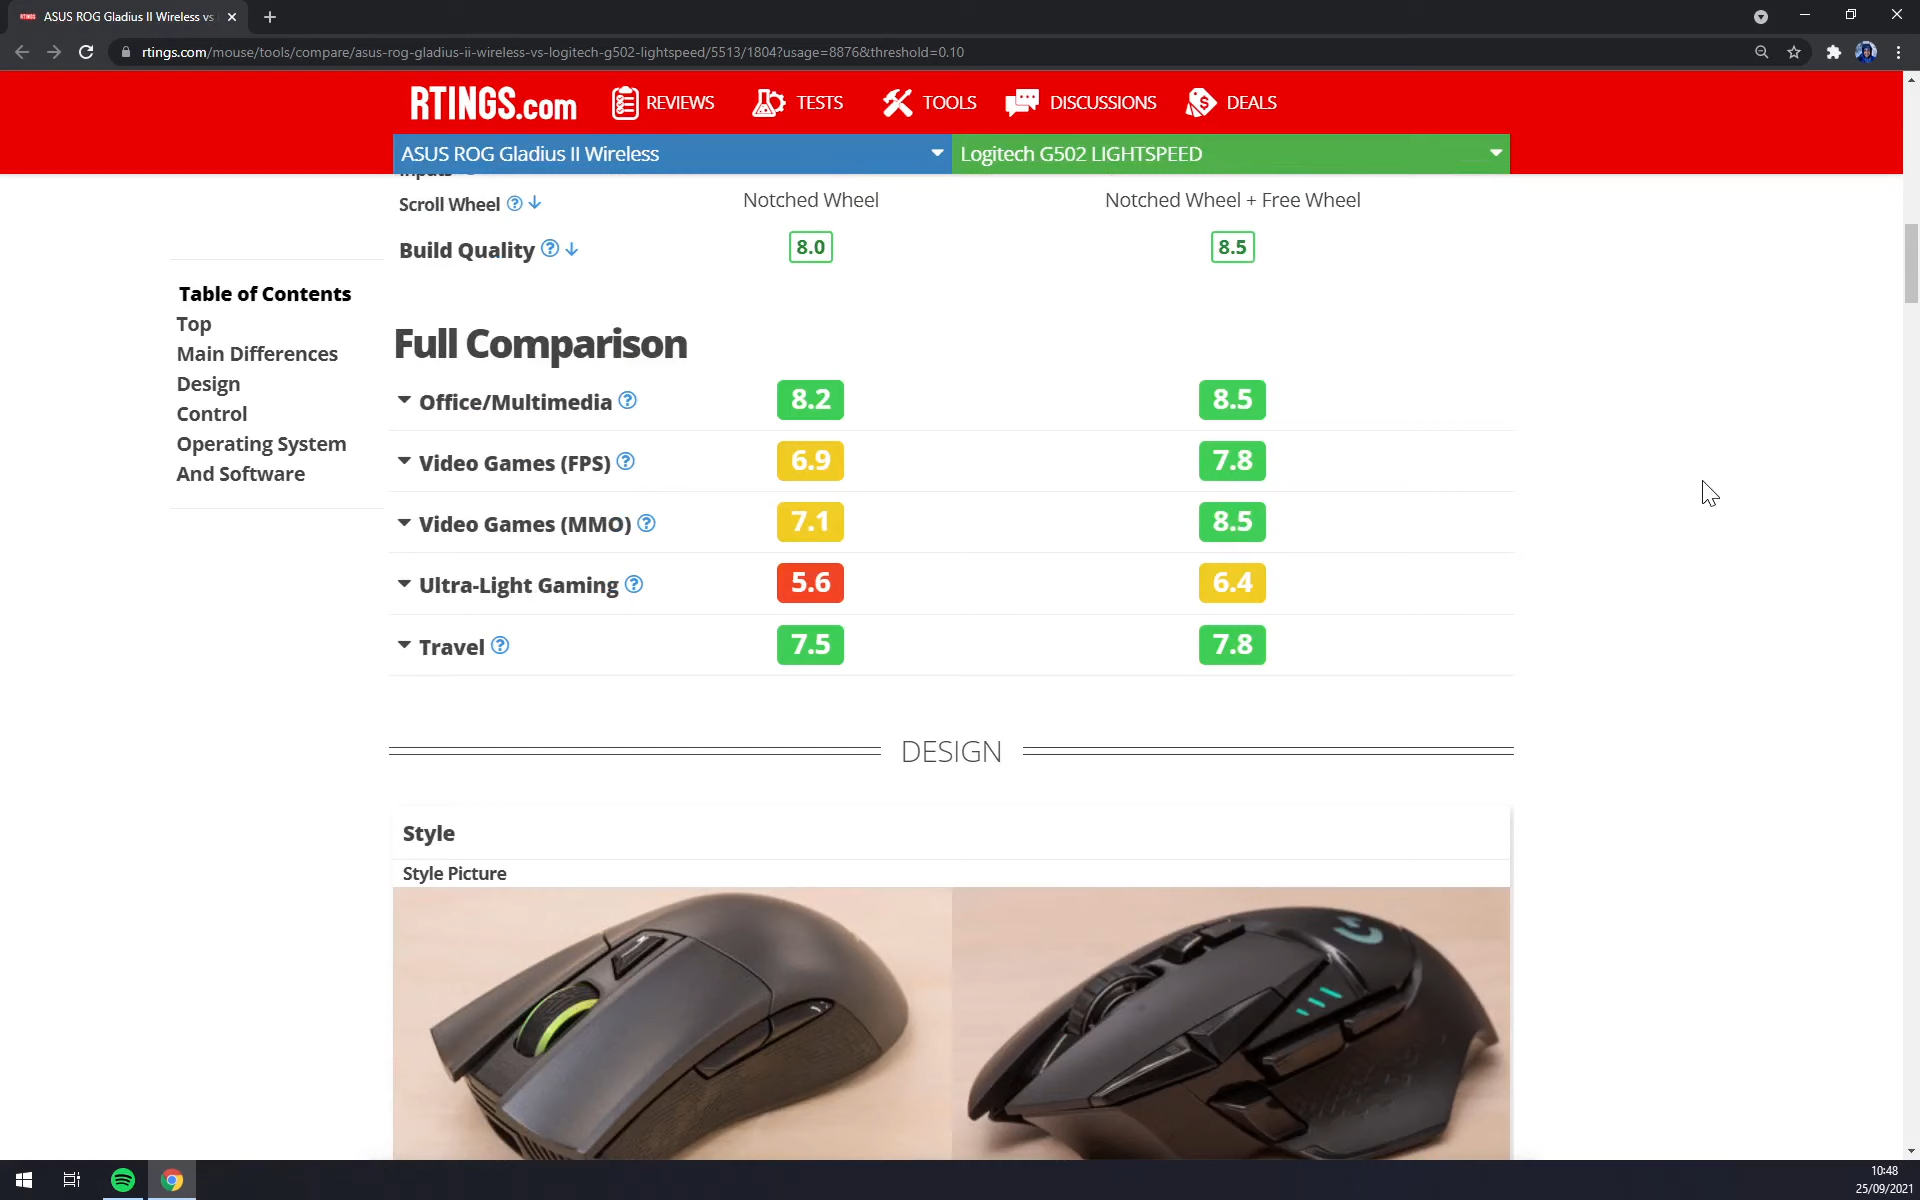 ASUS ROG Gladius II Wireless vs
rtings.com/mouse/tools/compare/asus-rog-gladius-ii-wireless-vs-logitech-g502-lightspeed/5513/1804?usage=8876&threshold=0.10
RTINGS.com
REVIEWS
TESTS
TOOLS
DISCUSSIONS
DEALS
ASUS ROG Gladius II Wireless
Logitech G502 LIGHTSPEED
Inputs
Scroll Wheel
Notched Wheel
Notched Wheel + Free Wheel
Build Quality
8.0
8.5
Table of Contents
Top
Main Differences
Design
Control
Operating System
And Software
Full Comparison
Office/Multimedia
8.2
8.5
Video Games (FPS)
6.9
7.8
Video Games (MMO)
7.1
8.5
Ultra-Light Gaming
5.6
6.4
Travel
7.5
7.8
DESIGN
Style
Style Picture
10:48
25/09/2021